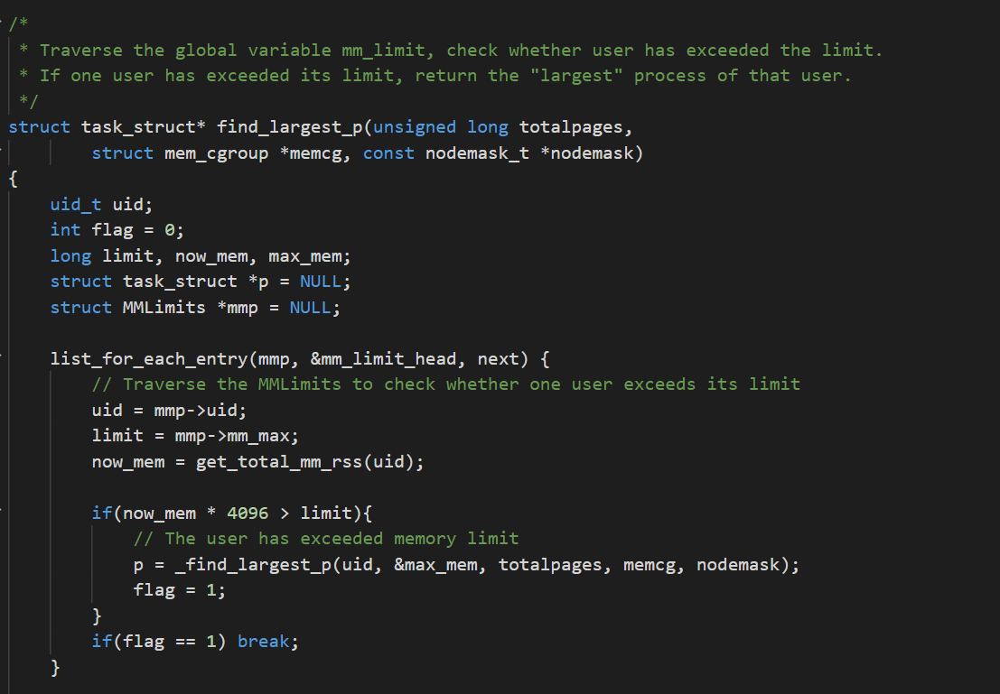 /*
 * Traverse the global variable mm_limit, check whether user has exceeded the limit.
 * If one user has exceeded its limit, return the "largest" process of that user.
 */
struct task_struct* find_largest_p(unsigned long totalpages,
        struct mem_cgroup *memcg, const nodemask_t *nodemask)
{
    uid_t uid;
    int flag = 0;
    long limit, now_mem, max_mem;
    struct task_struct *p = NULL;
    struct MMLimits *mmp = NULL;

    list_for_each_entry(mmp, &mm_limit_head, next) {
        // Traverse the MMLimits to check whether one user exceeds its limit
        uid = mmp->uid;
        limit = mmp->mm_max;
        now_mem = get_total_mm_rss(uid);

        if(now_mem * 4096 > limit){
            // The user has exceeded memory limit
            p = _find_largest_p(uid, &max_mem, totalpages, memcg, nodemask);
            flag = 1;
        }
        if(flag == 1) break;
    }